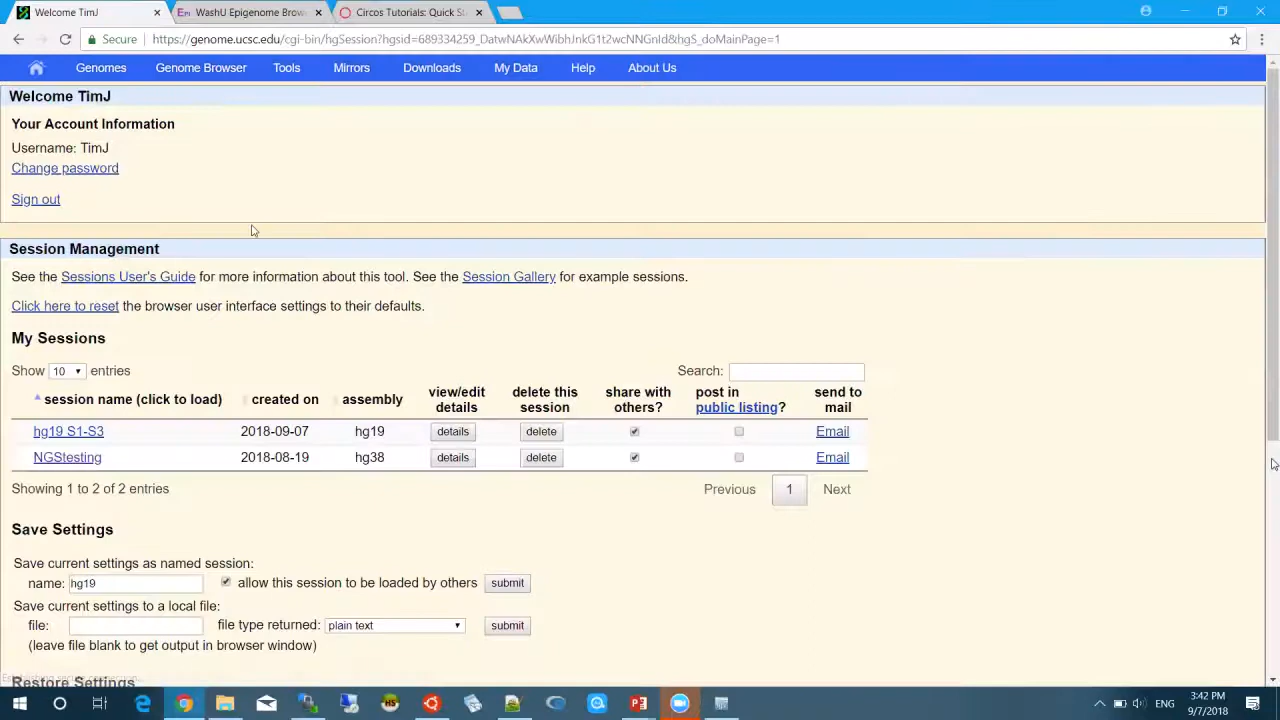 Welcome TimJ
WashU Epigenome Brow
Circos Tutorials: Quick St
Secure
https://genome.ucsc.edu/cgi-bin/hgSession?hgsid=689334259_DatwNAkXwWibhJnkG1t2wcNNGnId&hgS_doMainPage=1
Genomes Genome Browser Tools Mirrors Downloads My Data Help About Us
Welcome TimJ
Your Account Information
Username: TimJ
Change password
Sign out
Session Management
See the Sessions User's Guide for more information about this tool. See the Session Gallery for example sessions.
Click here to reset the browser user interface settings to their defaults.
My Sessions
Show 10 entries Search:
session name (click to load) created on assembly view/edit details delete this session share with others? post in public listing? send to mail
hg19 S1-S3 2018-09-07 hg19 details delete Email
NGStesting 2018-08-19 hg38 details delete Email
Showing 1 to 2 of 2 entries Previous 1 Next
Save Settings
Save current settings as named session:
name: hg19 allow this session to be loaded by others submit
Save current settings to a local file:
file: file type returned: plain text submit
(leave file blank to get output in browser window)
Restore Settings
ENG
3:42 PM
9/7/2018